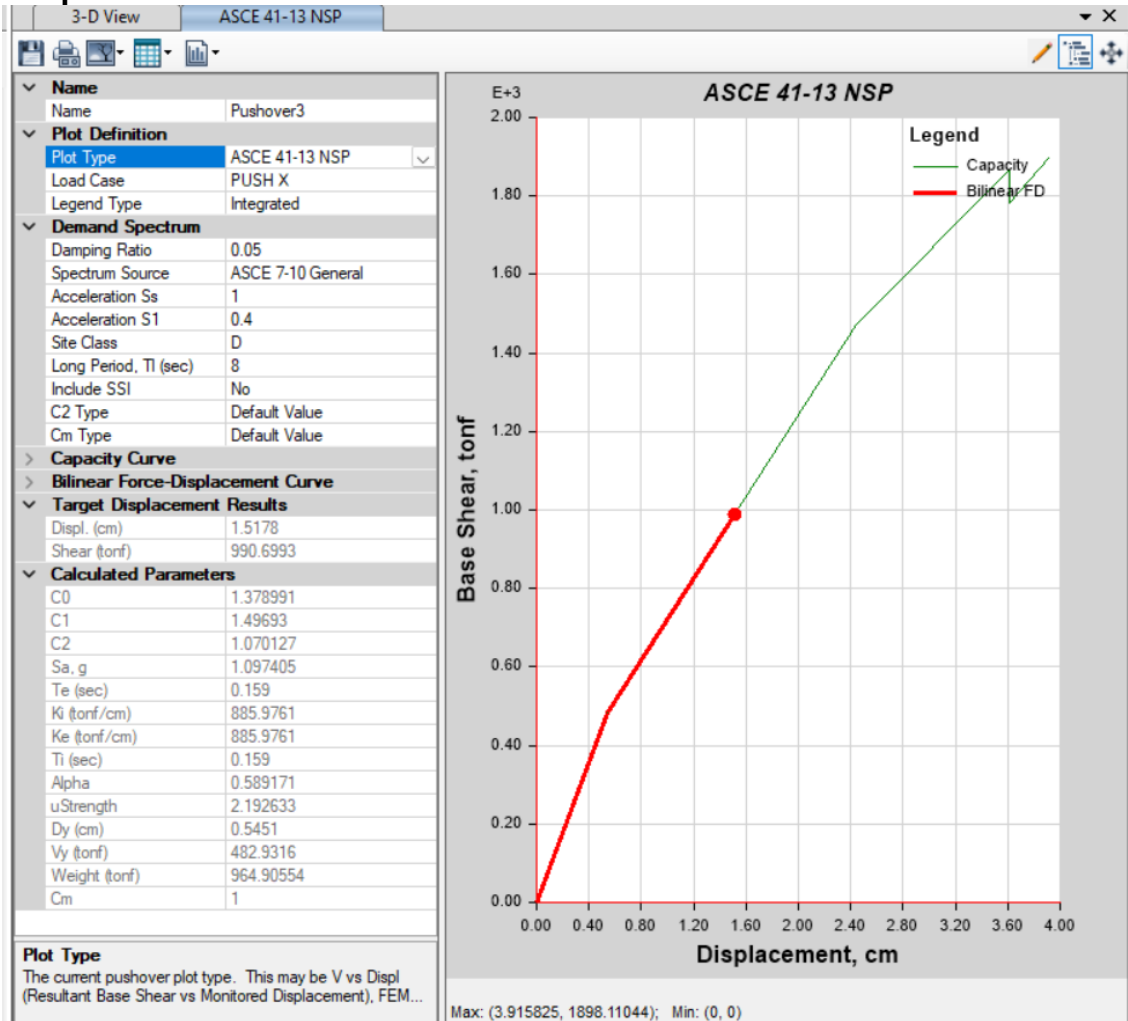 3-D View ASCE 41-13 NSP
Name
Name Pushover3
Plot Definition
Plot Type ASCE 41-13 NSP
Load Case PUSH X
Legend Type Integrated
Demand Spectrum
Damping Ratio 0.05
Spectrum Source ASCE 7-10 General
Acceleration Ss 1
Acceleration S1 0.4
Site Class D
Long Period, Tl (sec) 8
Include SSI No
C2 Type Default Value
Cm Type Default Value
Capacity Curve
Bilinear Force-Displacement Curve
Target Displacement Results
Displ. (cm) 1.5178
Shear (tonf) 990.6993
Calculated Parameters
C0 1.378991
C1 1.49693
C2 1.070127
Sa, g 1.097405
Te (sec) 0.159
Ki (tonf/cm) 885.9761
Ke (tonf/cm) 885.9761
Ti (sec) 0.159
Alpha 0.589171
uStrength 2.192633
Dy (cm) 0.5451
Vy (tonf) 482.9316
Weight (tonf) 964.90554
Cm 1
Plot Type
The current pushover plot type. This may be V vs Displ
(Resultant Base Shear vs Monitored Displacement), FEM...
ASCE 41-13 NSP
E+3
Legend
Capacity
Bilinear FD
2.00
1.80
1.60
1.40
1.20
1.00
0.80
0.60
0.40
0.20
0.00
Base Shear, tonf
0.00 0.40 0.80 1.20 1.60 2.00 2.40 2.80 3.20 3.60 4.00
Displacement, cm
Max: (3.915825, 1898.11044); Min: (0, 0)